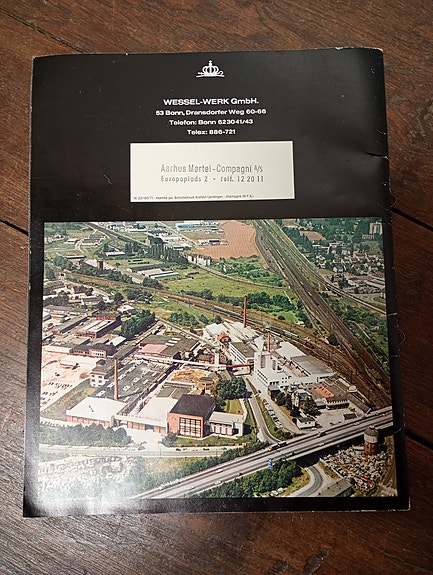 WESSEL-WERK GmbH.
53 Bonn, Dransdorfer Weg 60-66
Telefon: Bonn 623041/43
Telex: 886-721
Aarhus Mørtel-Compagni A/S
Europaplads 2 - telf. 12 20 11